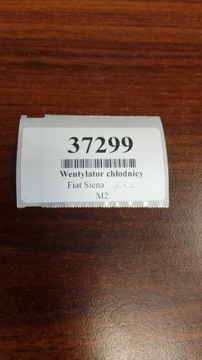 37299
Wentylator chłodnicy
Fiat Siena
M2